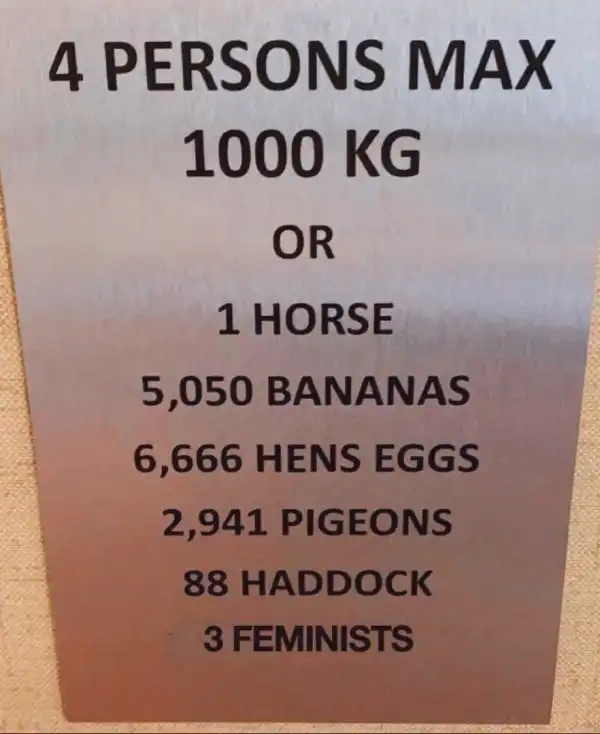 4 PERSONS MAX
1000 KG
OR
1 HORSE
5,050 BANANAS
6,666 HENS EGGS
2,941 PIGEONS
88 HADDOCK
3 FEMINISTS